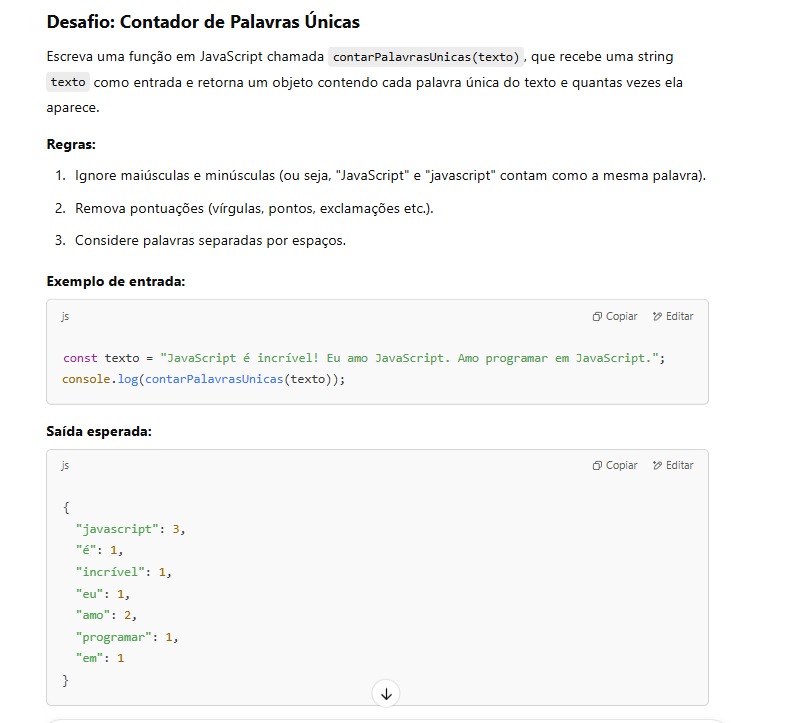 Desafio: Contador de Palavras Únicas
Escreva uma função em JavaScript chamada contarPalavrasUnicas(texto), que recebe uma string
texto como entrada e retorna um objeto contendo cada palavra única do texto e quantas vezes ela
aparece.
Regras:
1. Ignore maiúsculas e minúsculas (ou seja, "JavaScript" e "javascript" contam como a mesma palavra).
2. Remova pontuações (vírgulas, pontos, exclamações etc.).
3. Considere palavras separadas por espaços.
Exemplo de entrada:
js Copiar Editar
const texto = "JavaScript é incrível! Eu amo JavaScript. Amo programar em JavaScript.";
console.log(contarPalavrasUnicas(texto));
Saída esperada:
js Copiar Editar
{
"javascript": 3,
"é": 1,
"incrível": 1,
"eu": 1,
"amo": 2,
"programar": 1,
"em": 1
}